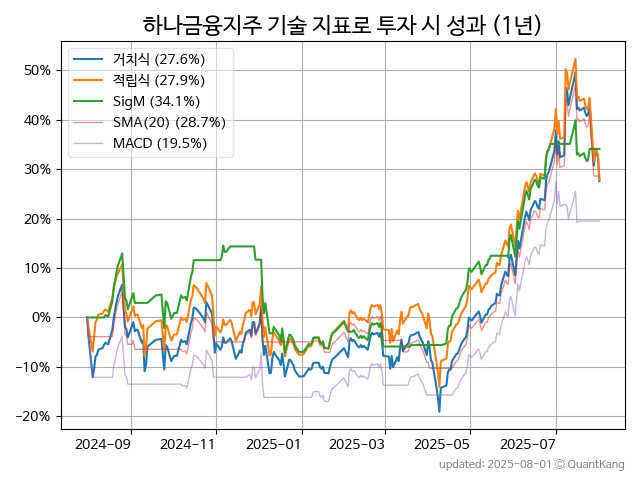 하나금융지주 기술 지표로 투자 시 성과 (1년)
거치식 (27.6%)
적립식 (27.9%)
SigM (34.1%)
SMA(20) (28.7%)
MACD (19.5%)
50%
40%
30%
20%
10%
0%
−10%
−20%
2024-09 2024-11 2025-01 2025-03 2025-05 2025-07
updated: 2025-08-01 © QuantKang